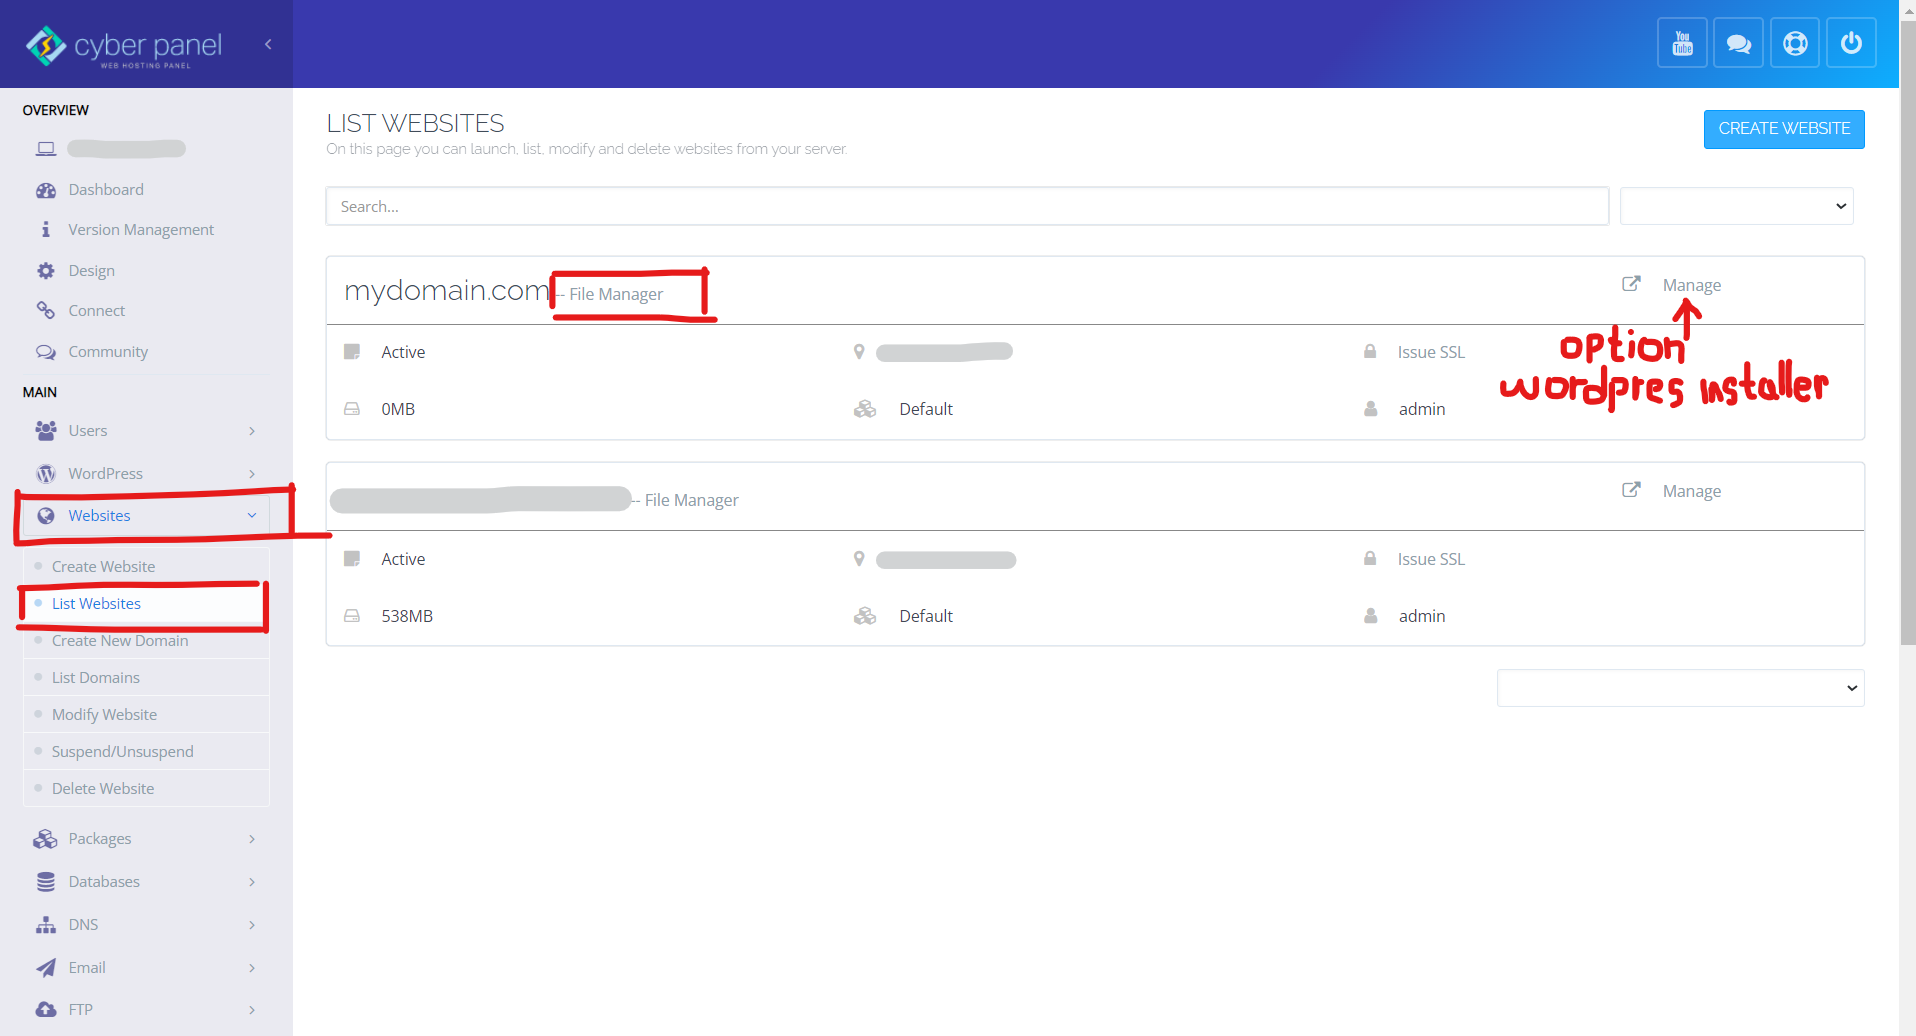 cyber panel
WEB HOSTING PANEL
You
Tube
OVERVIEW
Dashboard
Version Management
Design
Connect
Community
MAIN
Users
WordPress
Websites
Create Website
List Websites
Create New Domain
List Domains
Modify Website
Suspend/Unsuspend
Delete Website
Packages
Databases
DNS
Email
FTP
LIST WEBSITES
On this page you can launch, list, modify and delete websites from your server.
CREATE WEBSITE
Search...
mydomain.com -- File Manager
Manage
option
wordpres installer
Active
Issue SSL
0MB
Default
admin
-- File Manager
Manage
Active
Issue SSL
538MB
Default
admin